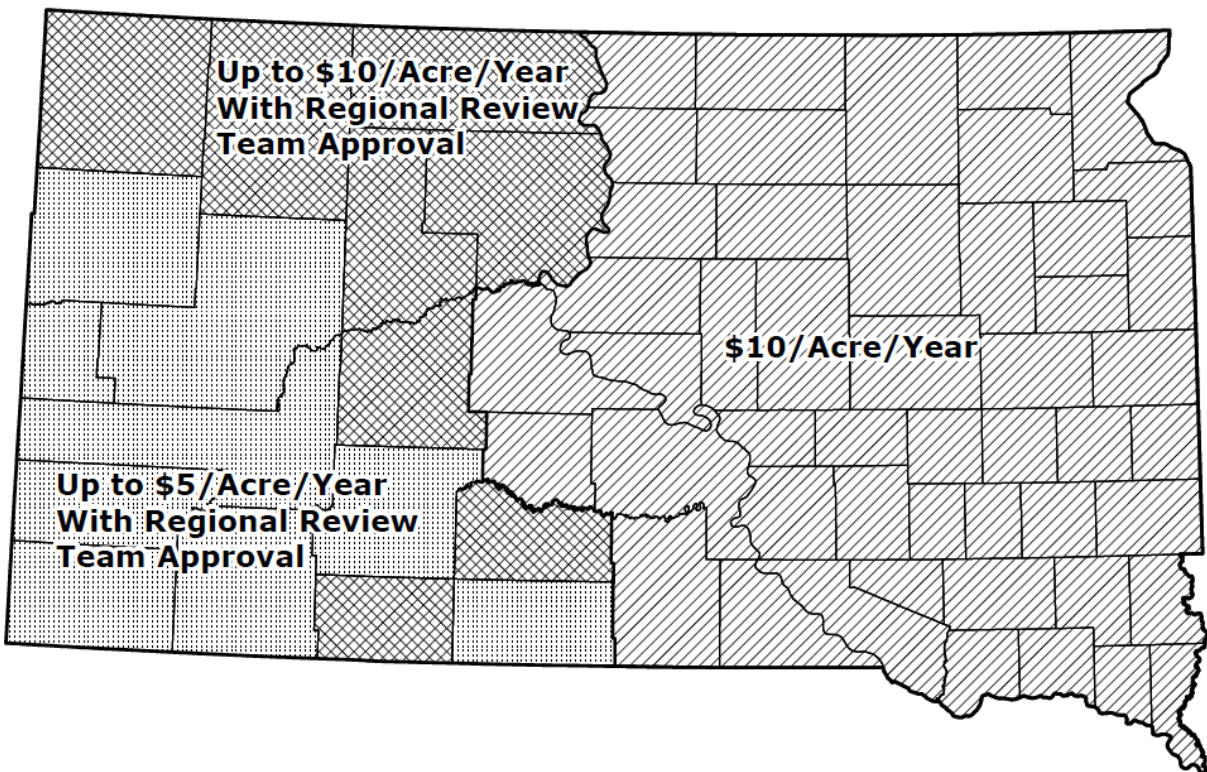 Up to $10/Acre/Year
With Regional Review
Team Approval
$10/Acre/Year
Up to $5/Acre/Year
With Regional Review
Team Approval